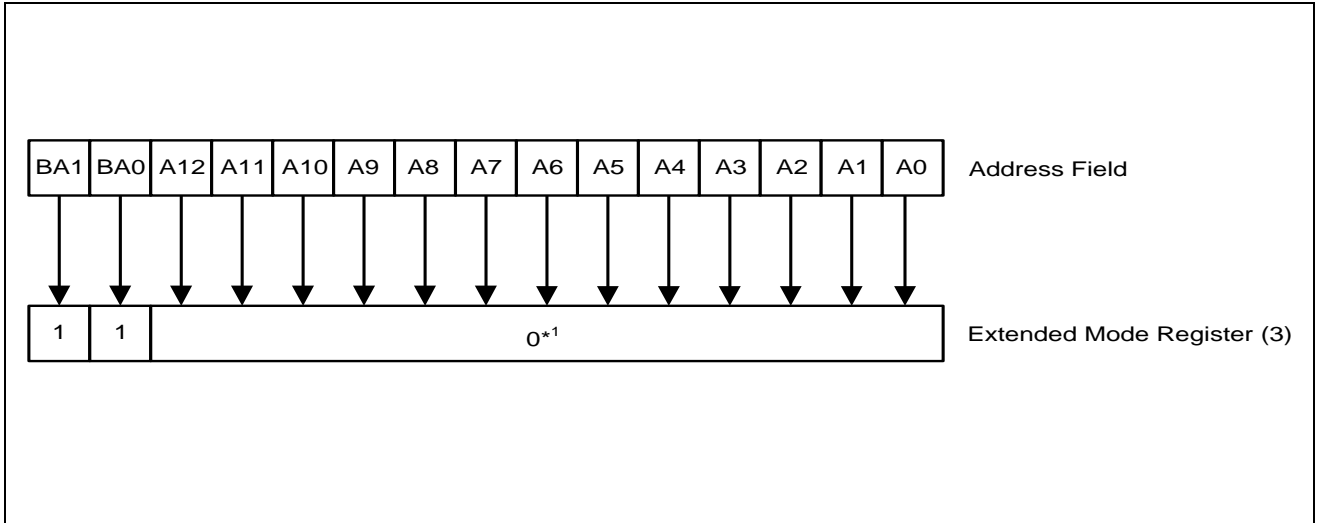 BA1 BA0 A12 A11 A10 A9 A8 A7 A6 A5 A4 A3 A2 A1 A0 Address Field
1 1 0*1 Extended Mode Register (3)